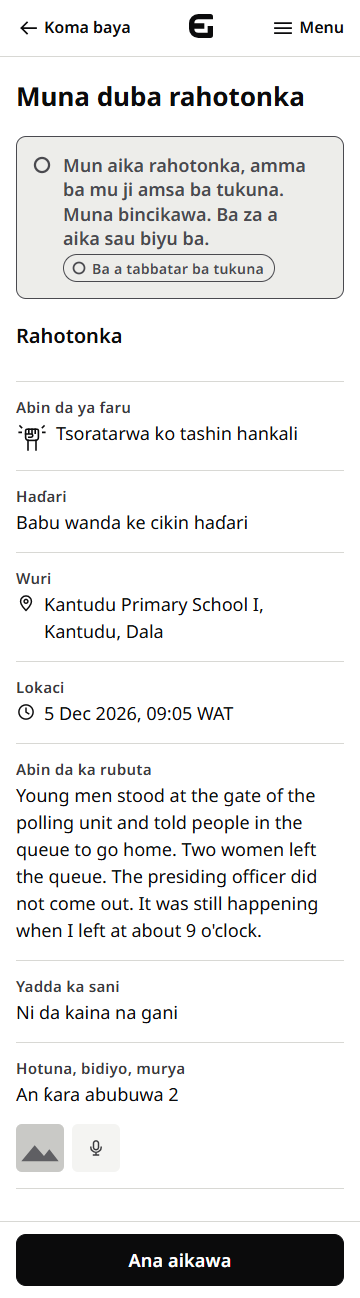 Koma baya
Menu
Muna duba rahotonka
Mun aika rahotonka, amma
ba mu ji amsa ba tukuna.
Muna bincikawa. Ba za a
aika sau biyu ba.
Ba a tabbatar ba tukuna
Rahotonka
Abin da ya faru
Tsoratarwa ko tashin hankali
Haɗari
Babu wanda ke cikin haɗari
Wuri
Kantudu Primary School I,
Kantudu, Dala
Lokaci
5 Dec 2026, 09:05 WAT
Abin da ka rubuta
Young men stood at the gate of the
polling unit and told people in the
queue to go home. Two women left
the queue. The presiding officer did
not come out. It was still happening
when I left at about 9 o'clock.
Yadda ka sani
Ni da kaina na gani
Hotuna, bidiyo, murya
An ƙara abubuwa 2
Ana aikawa